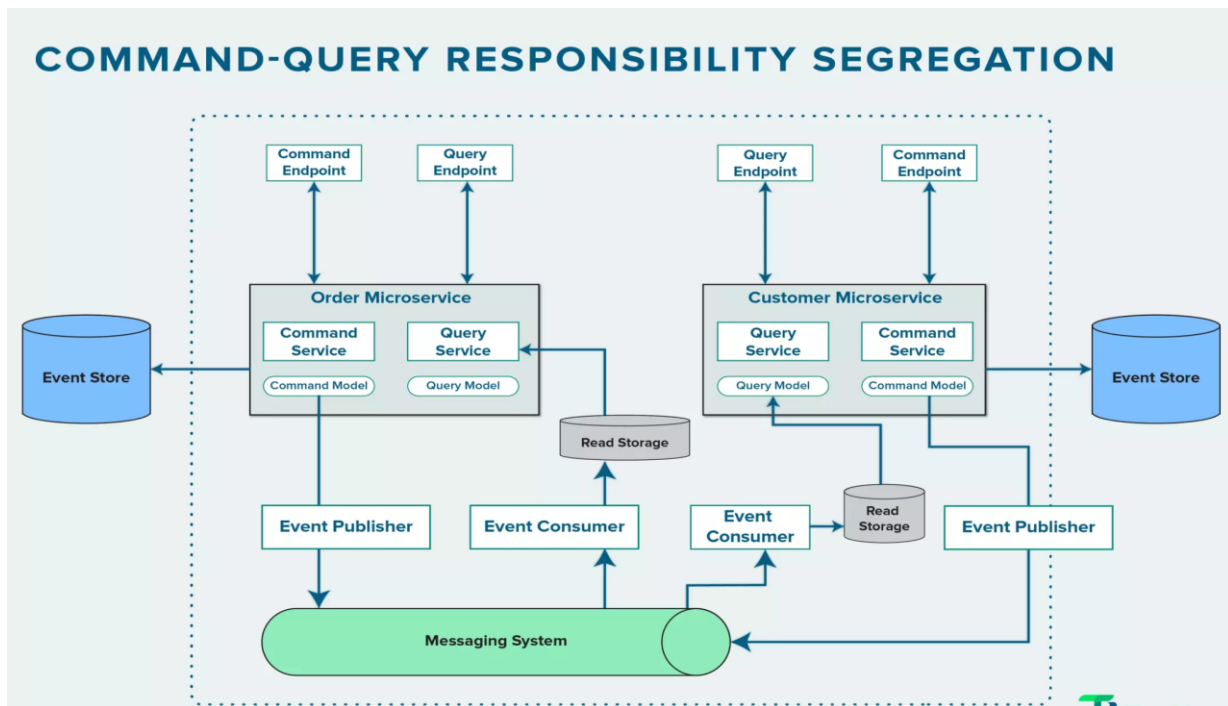 COMMAND-QUERY RESPONSIBILITY SEGREGATION
Command
Endpoint
Query
Endpoint
Query
Endpoint
Command
Endpoint
Order Microservice
Command
Service
Query
Service
Command Model
Query Model
Customer Microservice
Query
Service
Command
Service
Query Model
Command Model
Event Store
Event Store
Read Storage
Read
Storage
Event Publisher
Event Consumer
Event
Consumer
Event Publisher
Messaging System